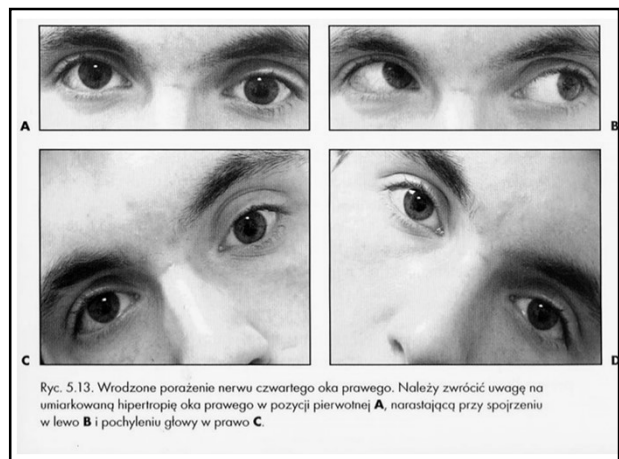 A
B
C
D
Ryc. 5.13. Wrodzone porażenie nerwu czwartego oka prawego. Należy zwrócić uwagę na
umiarkowaną hipertropię oka prawego w pozycji pierwotnej A, narastającą przy spojrzeniu
w lewo B i pochyleniu głowy w prawo C.